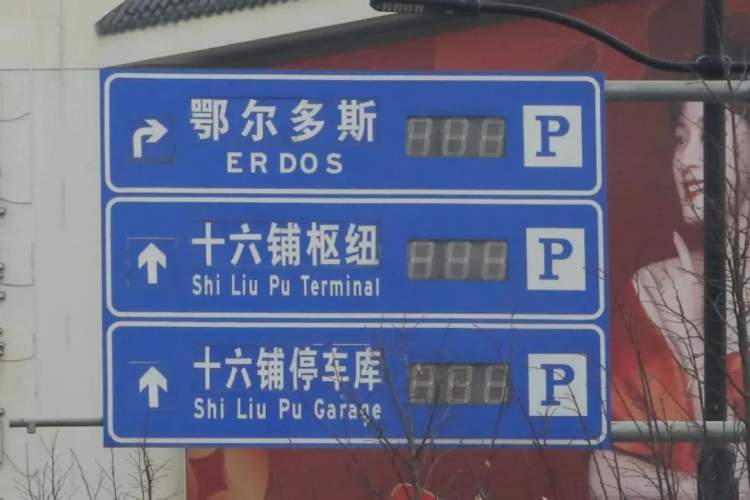 鄂尔多斯
ERDOS
P
十六铺枢纽
Shi Liu Pu Terminal
P
十六铺停车库
Shi Liu Pu Garage
P